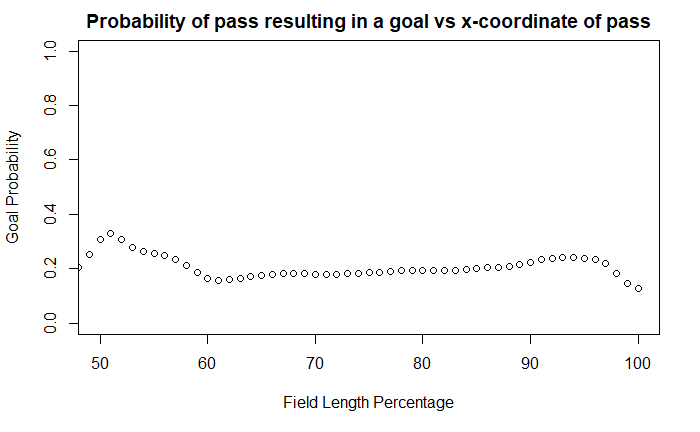 Probability of pass resulting in a goal vs x-coordinate of pass
Goal Probability
1.0
0.8
0.6
0.4
0.2
0.0
50 60 70 80 90 100
Field Length Percentage